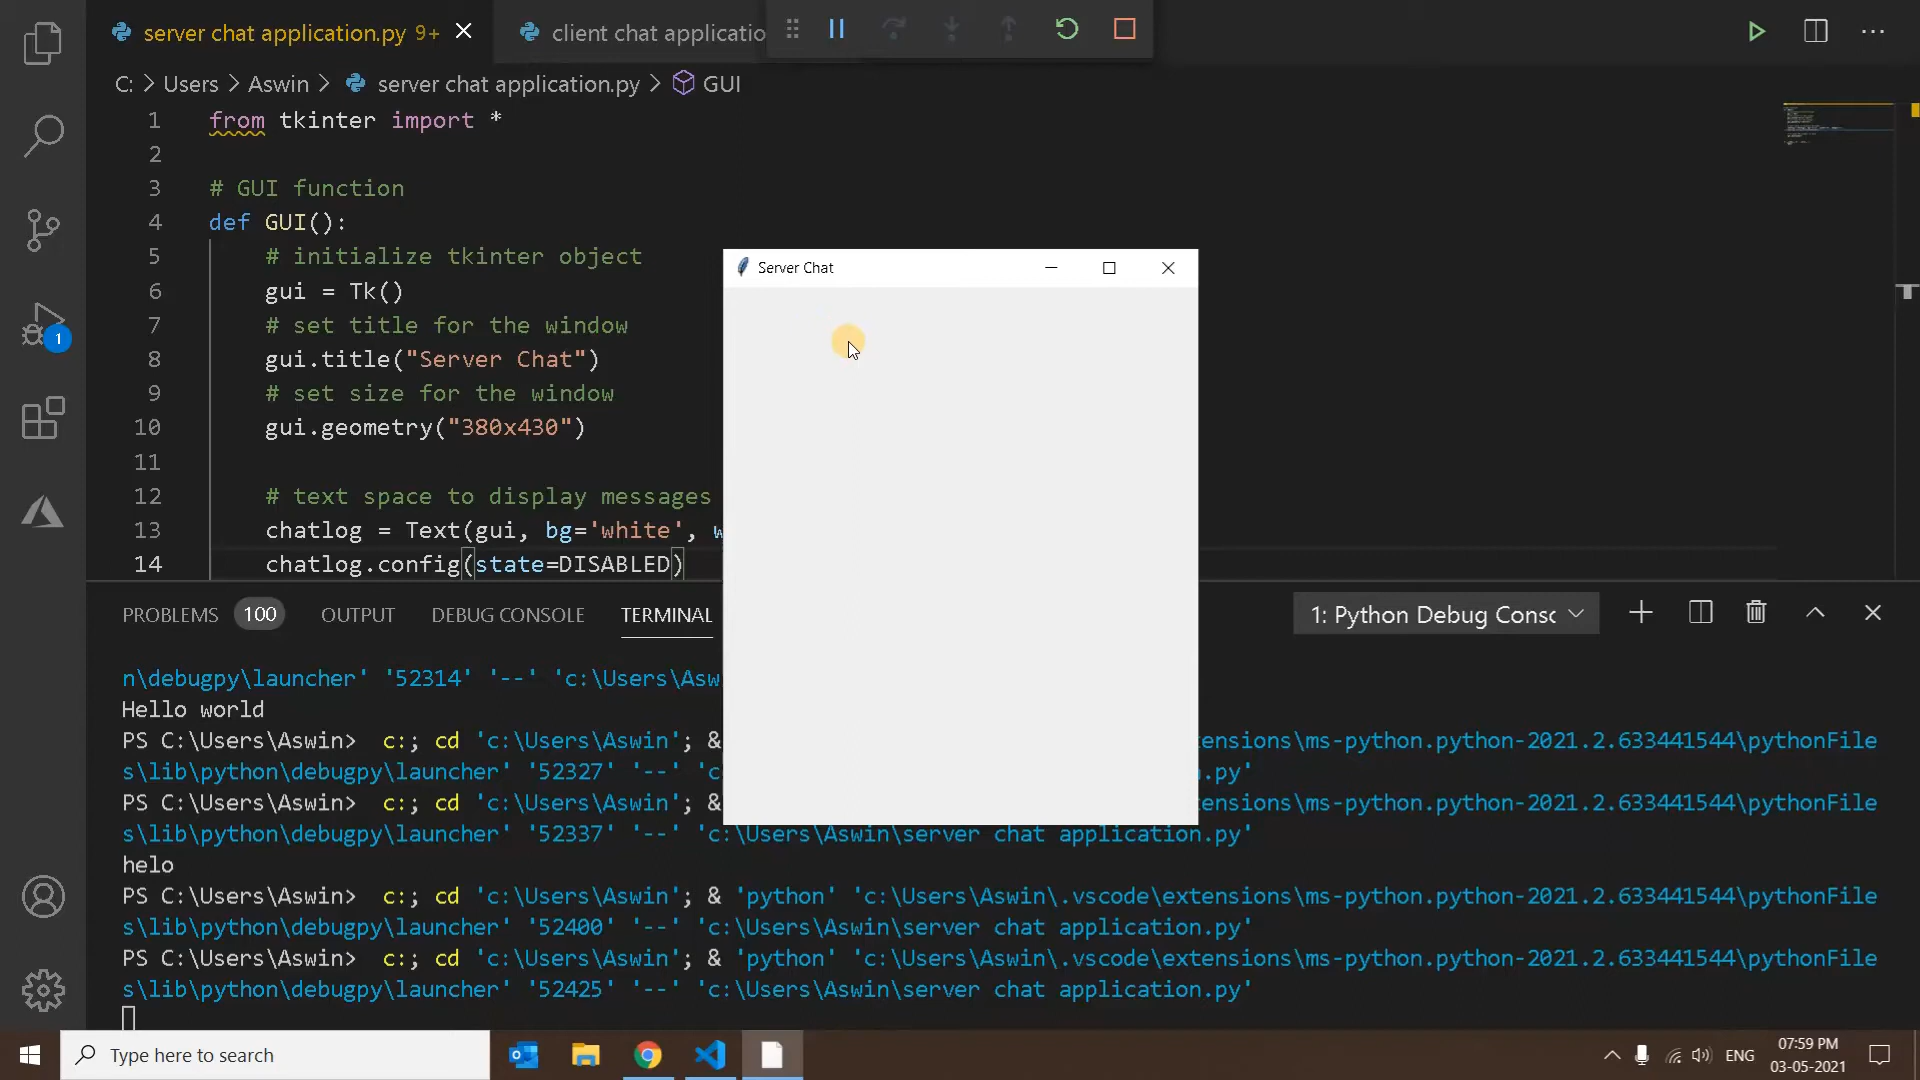 server chat application.py 9+
client chat applicatio
C: > Users > Aswin > server chat application.py > GUI
1 from tkinter import *
2
3 # GUI function
4 def GUI():
5 # initialize tkinter object
6 gui = Tk()
7 # set title for the window
8 gui.title("Server Chat")
9 # set size for the window
10 gui.geometry("380x430")
11
12 # text space to display messages
13 chatlog = Text(gui, bg='white', w
14 chatlog.config(state=DISABLED)
Server Chat
PROBLEMS 100 OUTPUT DEBUG CONSOLE TERMINAL 1: Python Debug Consc
n\debugpy\launcher' '52314' '--' 'c:\Users\Asw
Hello world
PS C:\Users\Aswin> c:; cd 'c:\Users\Aswin'; & ensions\ms-python.python-2021.2.633441544\pythonFile
s\lib\python\debugpy\launcher' '52327' '--' 'c .py'
PS C:\Users\Aswin> c:; cd 'c:\Users\Aswin'; & ensions\ms-python.python-2021.2.633441544\pythonFile
s\lib\python\debugpy\launcher' '52337' '--' 'c:\Users\Aswin\server chat application.py'
helo
PS C:\Users\Aswin> c:; cd 'c:\Users\Aswin'; & 'python' 'c:\Users\Aswin\.vscode\extensions\ms-python.python-2021.2.633441544\pythonFile
s\lib\python\debugpy\launcher' '52400' '--' 'c:\Users\Aswin\server chat application.py'
PS C:\Users\Aswin> c:; cd 'c:\Users\Aswin'; & 'python' 'c:\Users\Aswin\.vscode\extensions\ms-python.python-2021.2.633441544\pythonFile
s\lib\python\debugpy\launcher' '52425' '--' 'c:\Users\Aswin\server chat application.py'
1
Type here to search
ENG
07:59 PM
03-05-2021